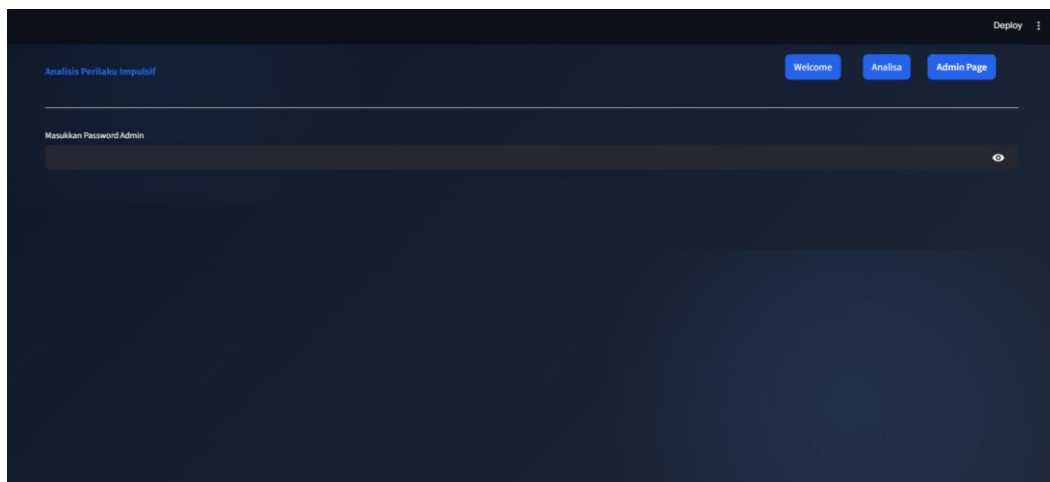 Deploy
Analisis Perilaku Impulsif
Welcome
Analisa
Admin Page
Masukkan Password Admin